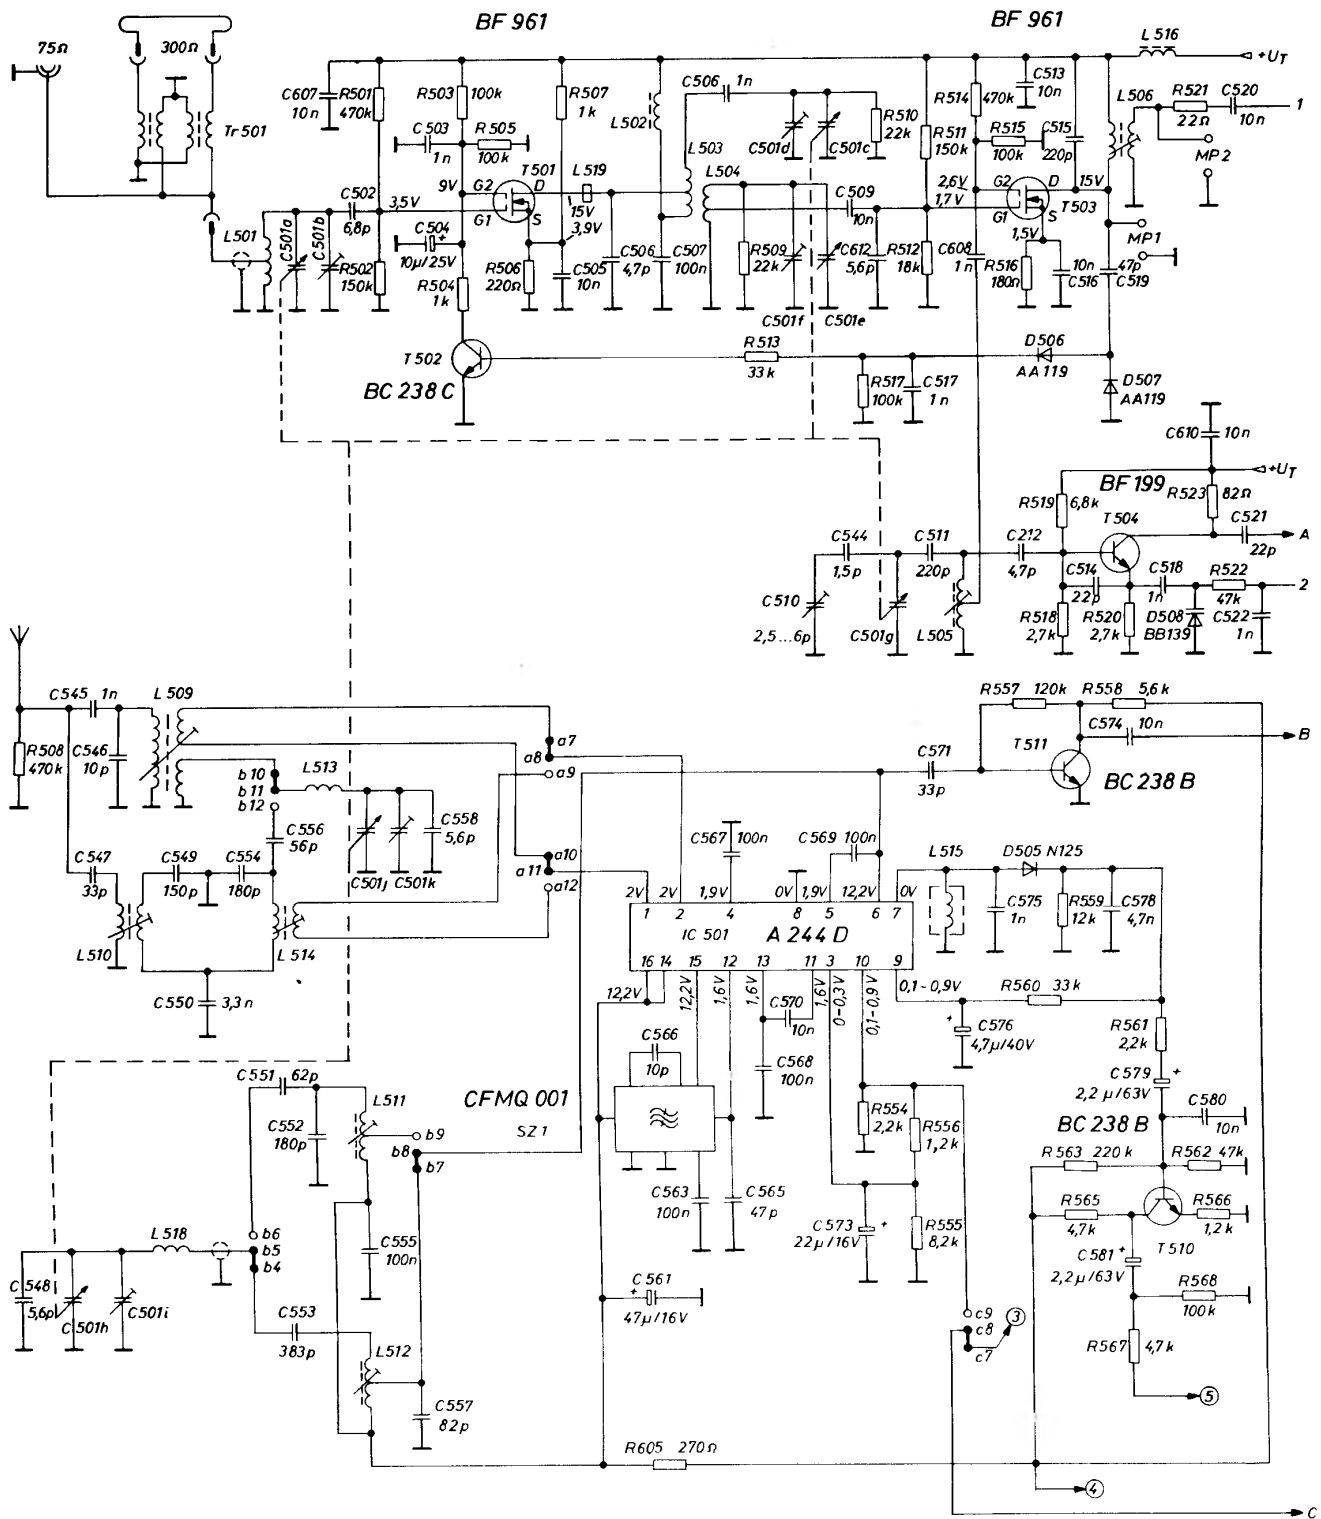 BF 961
BF 961
75Ω
300Ω
L 516
+UT
C607
10 n
R501
470k
R503
100k
R507
1 k
C506
1n
C513
10n
R514
470k
L506
R521
22Ω
C520
10n
1
Tr 501
C503
1 n
R505
100k
L502
C501d
C501c
R510
22k
R511
150k
R515
100k
C515
220p
MP2
T501
L519
L503
L504
C502
6,8p
3,5V
9V
G2
G1
D
S
15V
3,9V
C509
10n
2,6V
1,7V
G2
G1
D
S
15V
T503
1,5V
MP1
L501
C501a
C501b
R502
150k
C504
+
10µ/25V
R504
1k
R506
220Ω
C505
10n
C506
4,7p
C507
100n
R509
22k
C612
5,6p
R512
18k
C608
1n
R516
180Ω
10n
C516
47p
C519
C501f
C501e
T502
BC 238 C
R513
33k
D506
AA119
R517
100k
C517
1 n
D507
AA119
C610
10 n
+UT
BF 199
R519
6,8k
R523
82Ω
T504
C521
22p
A
C544
1,5p
C511
220p
C212
4,7p
C514
22p
C518
1n
R522
47k
2
C510
2,5...6p
C501g
L505
R518
2,7k
R520
2,7k
D508
BB139
C522
1n
C545
1n
L 509
R557
120k
R558
5,6k
C574
10n
R508
470k
C546
10p
a7
a8
a9
T511
B
b10
b11
b12
L513
C571
33p
BC 238 B
C556
56p
C558
5,6p
C567
100n
C569
100n
L515
D505 N125
C547
33p
C549
150p
C554
180p
C501j
C501k
a10
a11
a12
2V
2V
1,9V
0V
1,9V
12,2V
0V
C575
1n
R559
12k
C578
4,7n
1
2
4
8
5
6
7
IC 501
A 244 D
L510
L 514
16
14
15
12
13
11
3
10
9
12,2V
12,2V
1,6V
1,6V
1,6V
0-0,3V
0,1-0,9V
0,1-0,9V
R560
33k
C550
3,3 n
C570
10n
+
C576
4,7µ/40V
R561
2,2k
C566
10p
C568
100n
C579
+
2,2 µ/63V
C551
62p
L511
CFMQ 001
SZ 1
C552
180p
b9
b8
b7
R554
2,2k
R556
1,2k
BC 238 B
C580
10n
R 563
220 k
R562
47k
C563
100n
C565
47p
R565
4,7k
R566
1,2k
L518
b6
b5
b4
C555
100n
C573
+
22µ/16V
R555
8,2k
C581
+
2,2µ/63V
T 510
C 548
5,6p
C501h
C501i
C553
383p
+
C561
47µ/16V
R568
100k
c9
c8
c7
3
R567
4,7k
L512
5
C557
82p
R605
270Ω
4
C